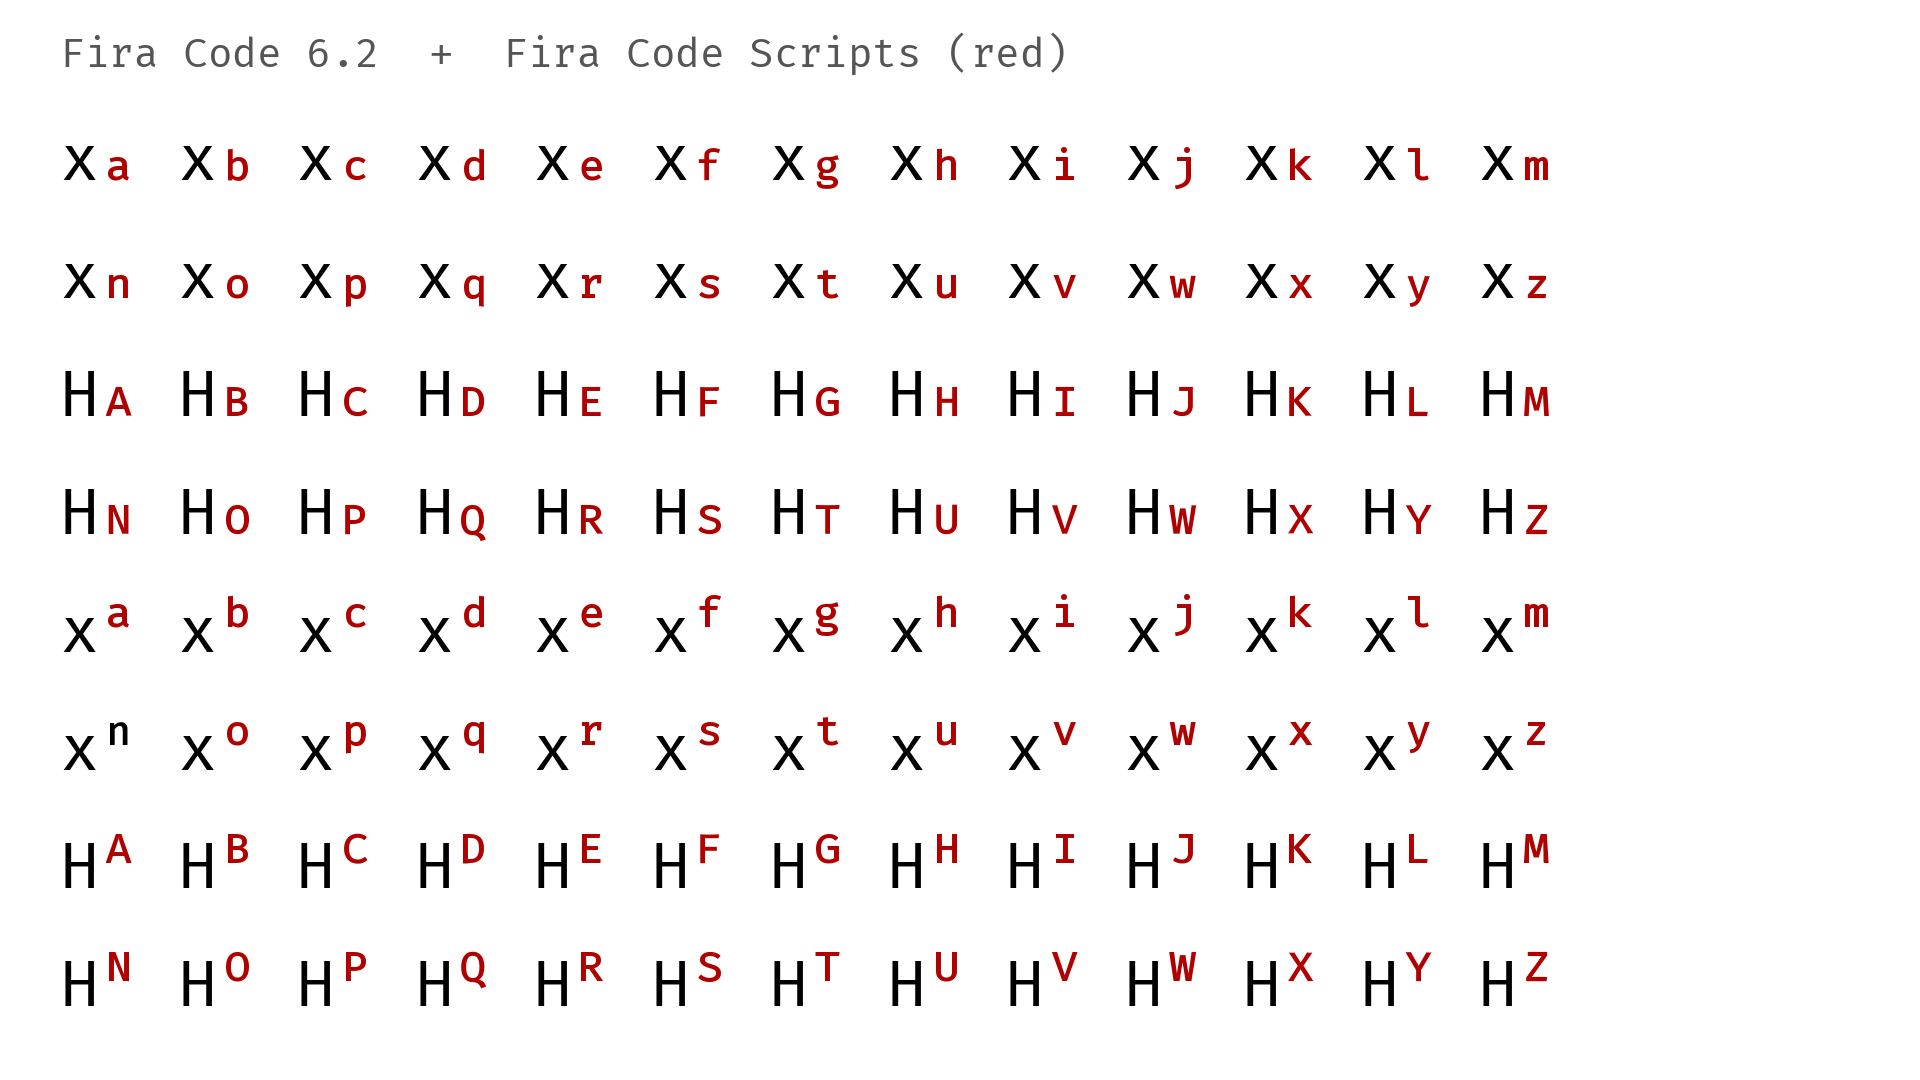 Fira Code 6.2 + Fira Code Scripts (red)
xa xb xc xd xe xf xg xh xi xj xk xl xm
xn xo xp xq xr xs xt xu xv xw xx xy xz
HA HB HC HD HE HF HG HH HI HJ HK HL HM
HN HO HP HQ HR HS HT HU HV HW HX HY HZ
xa xb xc xd xe xf xg xh xi xj xk xl xm
xn xo xp xq xr xs xt xu xv xw xx xy xz
HA HB HC HD HE HF HG HH HI HJ HK HL HM
HN HO HP HQ HR HS HT HU HV HW HX HY HZ